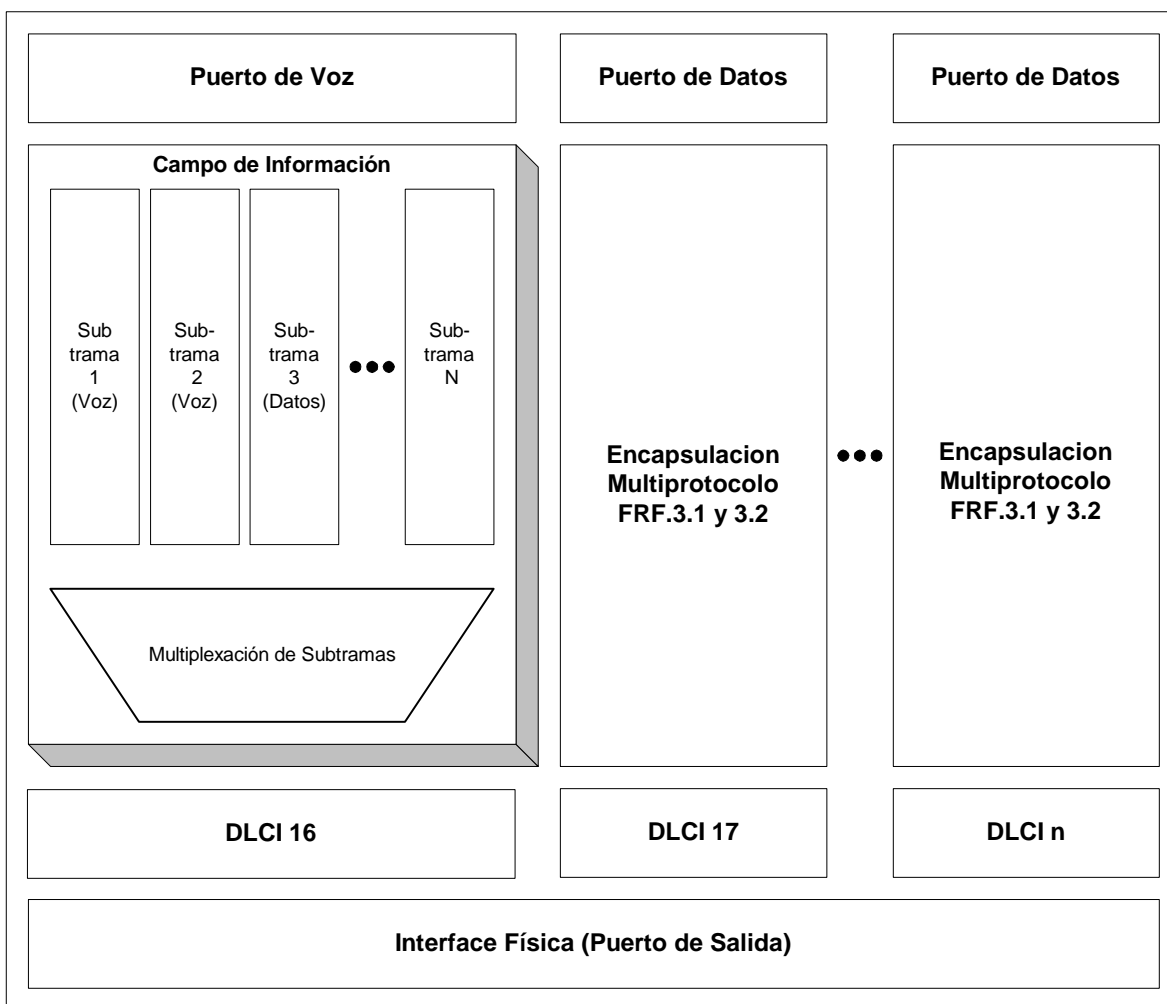 Puerto de Voz
Puerto de Datos
Puerto de Datos
Campo de Información
Sub
trama
1
(Voz)
Sub-
trama
2
(Voz)
Sub-
trama
3
(Datos)
Sub-
trama
N
Multiplexación de Subtramas
Encapsulacion
Multiprotocolo
FRF.3.1 y 3.2
Encapsulacion
Multiprotocolo
FRF.3.1 y 3.2
DLCI 16
DLCI 17
DLCI n
Interface Física (Puerto de Salida)